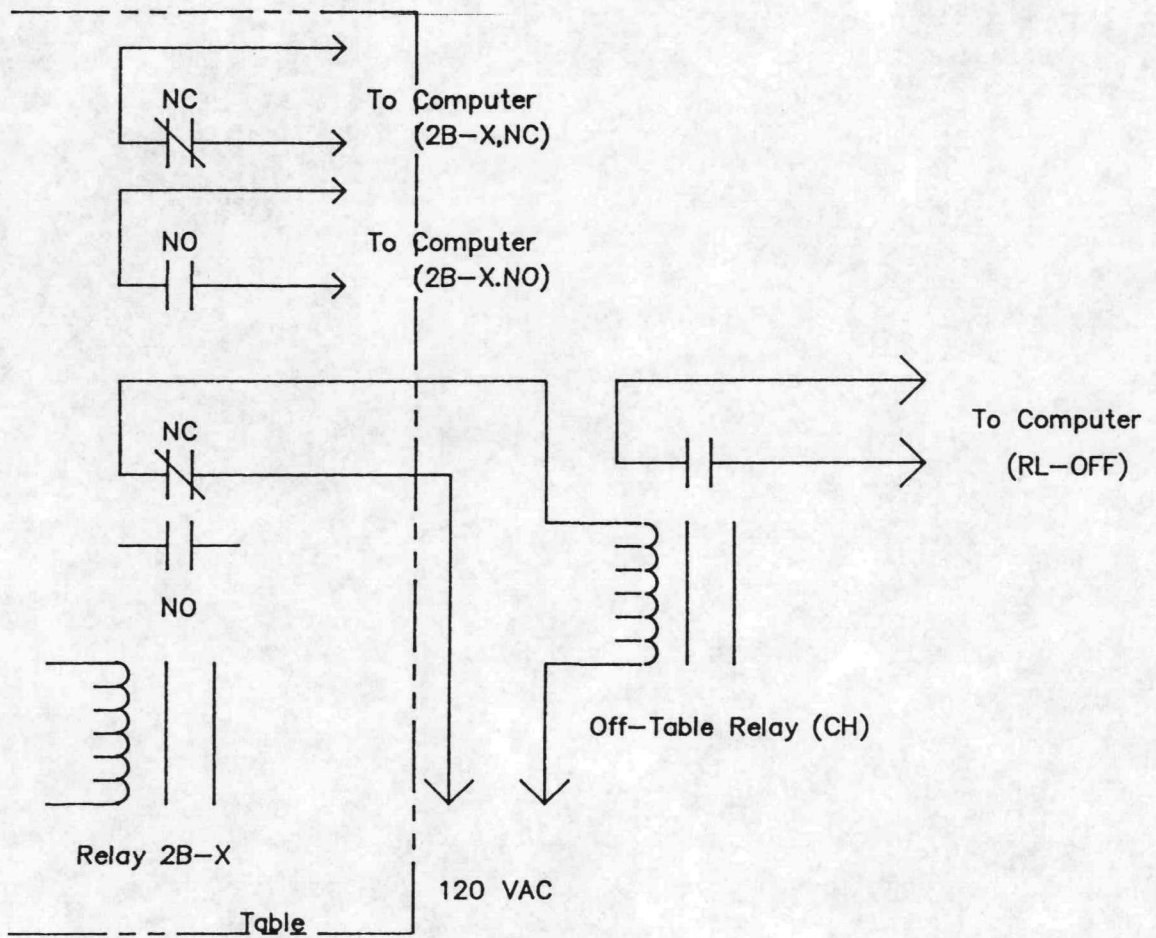 NC
To Computer
(2B-X,NC)
NO
To Computer
(2B-X.NO)
NC
To Computer
(RL-OFF)
NO
Off-Table Relay (CH)
Relay 2B-X
120 VAC
Table